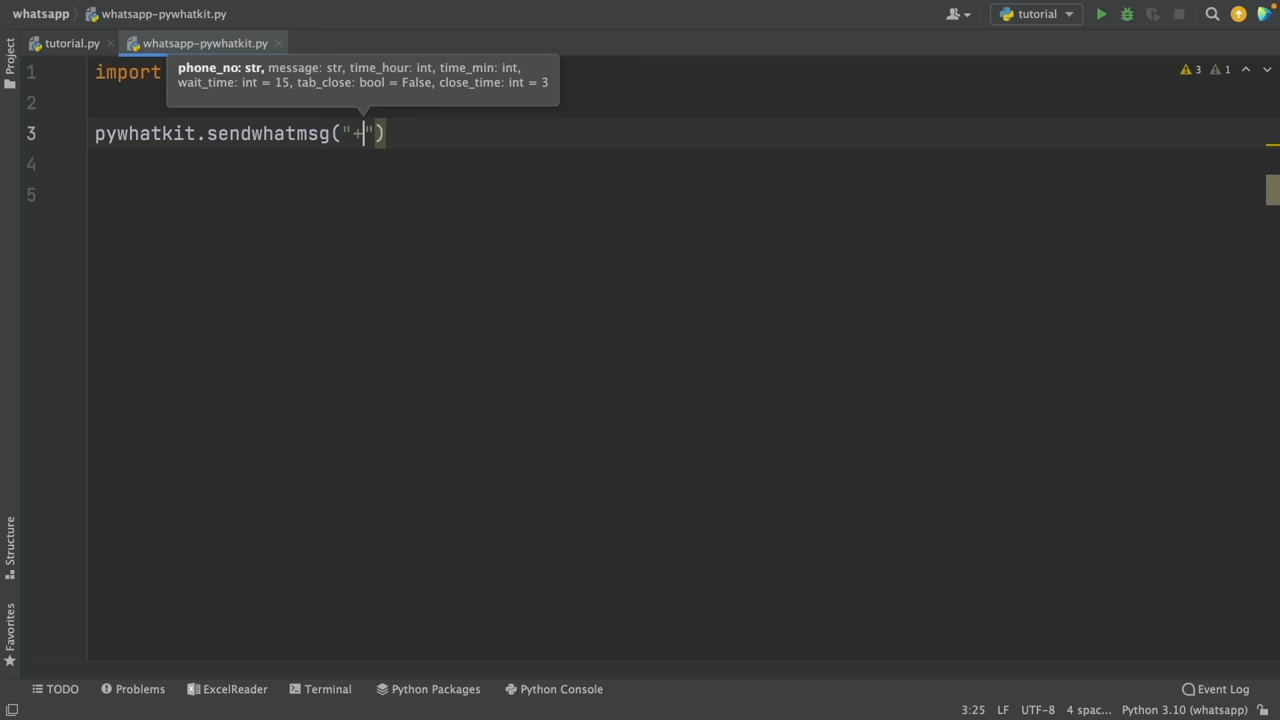 whatsapp
whatsapp-pywhatkit.py
tutorial
Project
tutorial.py
whatsapp-pywhatkit.py
1 import
phone_no: str, message: str, time_hour: int, time_min: int,
wait_time: int = 15, tab_close: bool = False, close_time: int = 3
3
1
2
3 pywhatkit.sendwhatmsg("+")
4
5
Structure
Favorites
TODO
Problems
ExcelReader
Terminal
Python Packages
Python Console
Event Log
3:25 LF UTF-8 4 spac... Python 3.10 (whatsapp)